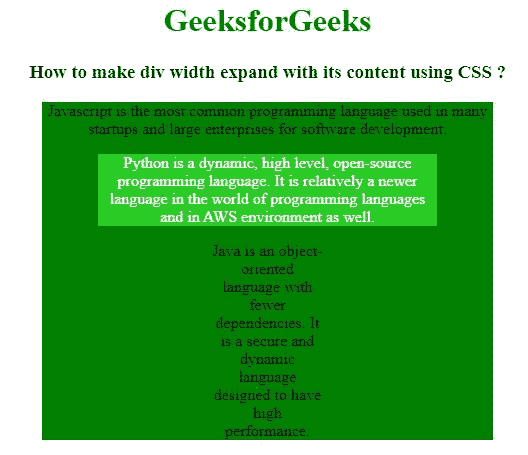 GeeksforGeeks
How to make div width expand with its content using CSS ?
Javascript is the most common programming language used in many
startups and large enterprises for software development.
Python is a dynamic, high level, open-source
programming language. It is relatively a newer
language in the world of programming languages
and in AWS environment as well.
Java is an object-
oriented
language with
fewer
dependencies. It
is a secure and
dynamic
language
designed to have
high
performance.